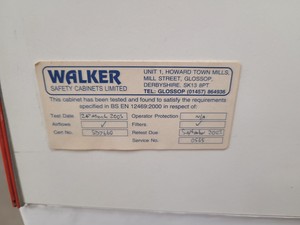 WALKER
SAFETY CABINETS LIMITED
UNIT 1, HOWARD TOWN MILLS,
MILL STREET, GLOSSOP,
DERBYSHIRE, SK13 8PT
TEL: GLOSSOP (01457) 864936
This cabinet has been tested and found to satisfy the requirements
specified in BS EN 12469:2000 in respect of:
Test Date: March Operator Protection: n/a
Airflows: ✓ Filters: ✓
Cert No: Retest Due: September
Service No: